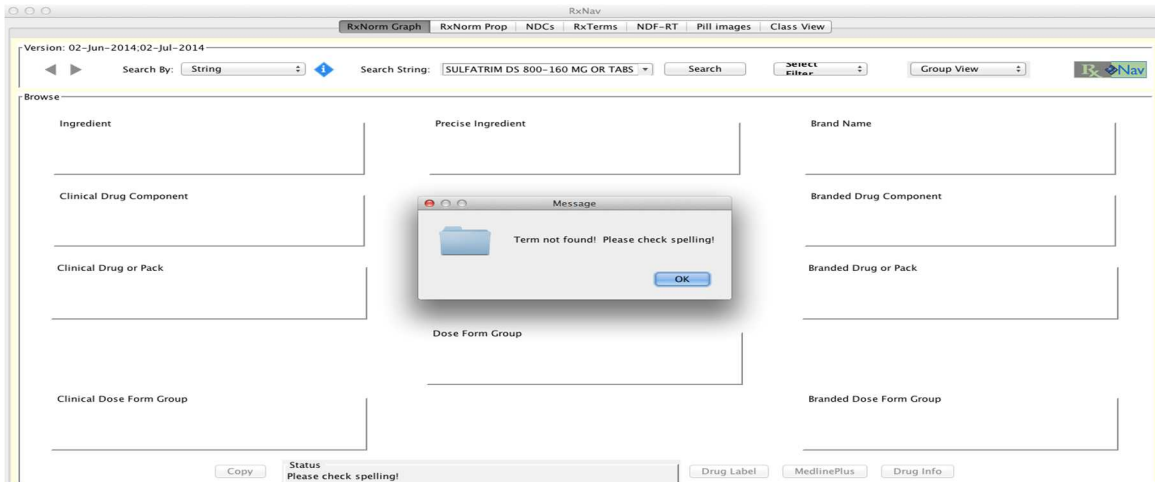 RxNav
RxNorm Graph RxNorm Prop NDCs RxTerms NDF-RT Pill images Class View
Version: 02-Jun-2014;02-Jul-2014
Search By: String Search String: SULFATRIM DS 800-160 MG OR TABS Search Select Filter Group View Rx Nav
Browse
Ingredient Precise Ingredient Brand Name
Clinical Drug Component Branded Drug Component
Message
Term not found! Please check spelling!
OK
Clinical Drug or Pack Branded Drug or Pack
Dose Form Group
Clinical Dose Form Group Branded Dose Form Group
Copy Status Drug Label MedlinePlus Drug Info
Please check spelling!